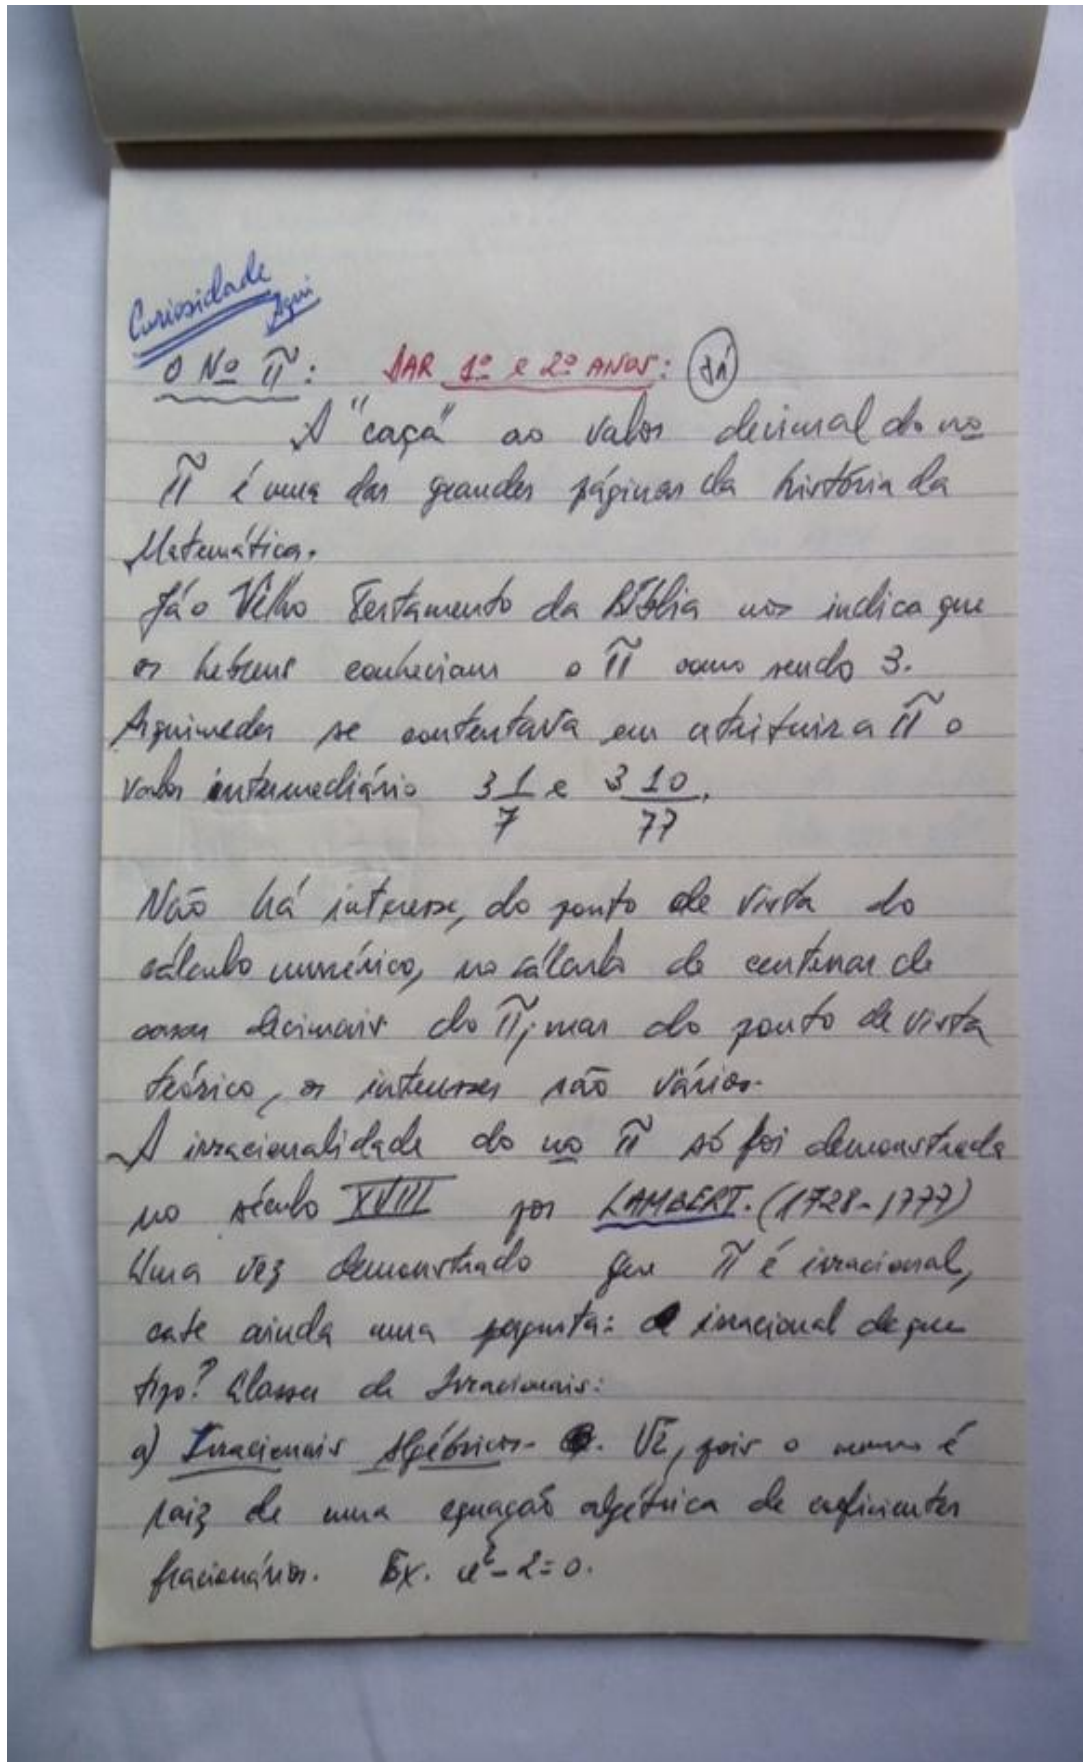 Curiosidade
Aqui
O Nº π: DAR 1º e 2º ANOS: Já
A "caça" ao valor decimal do nº
π é uma das grandes páginas da história da
Matemática.
Já o Velho Testamento da Bíblia nos indica que
os hebreus conheciam o π como sendo 3.
Arquimedes se contentava em atribuir a π o
valor intermediário 3 1/7 e 3 10/77.
Não há interesse, do ponto de vista do
cálculo numérico, no cálculo de centenas de
casas decimais do π, mas do ponto de vista
teórico, os interesses são vários.
A irracionalidade do nº π só foi demonstrada
no século XVIII por LAMBERT. (1728-1777)
Uma vez demonstrado que π é irracional,
cabe ainda uma pergunta: irracional de que
tipo? Classes de Irracionais:
a) Irracionais Algébricos- √2, pois o mesmo é
raiz de uma equação algébrica de coeficientes
fracionários. Ex. x²-2=0.